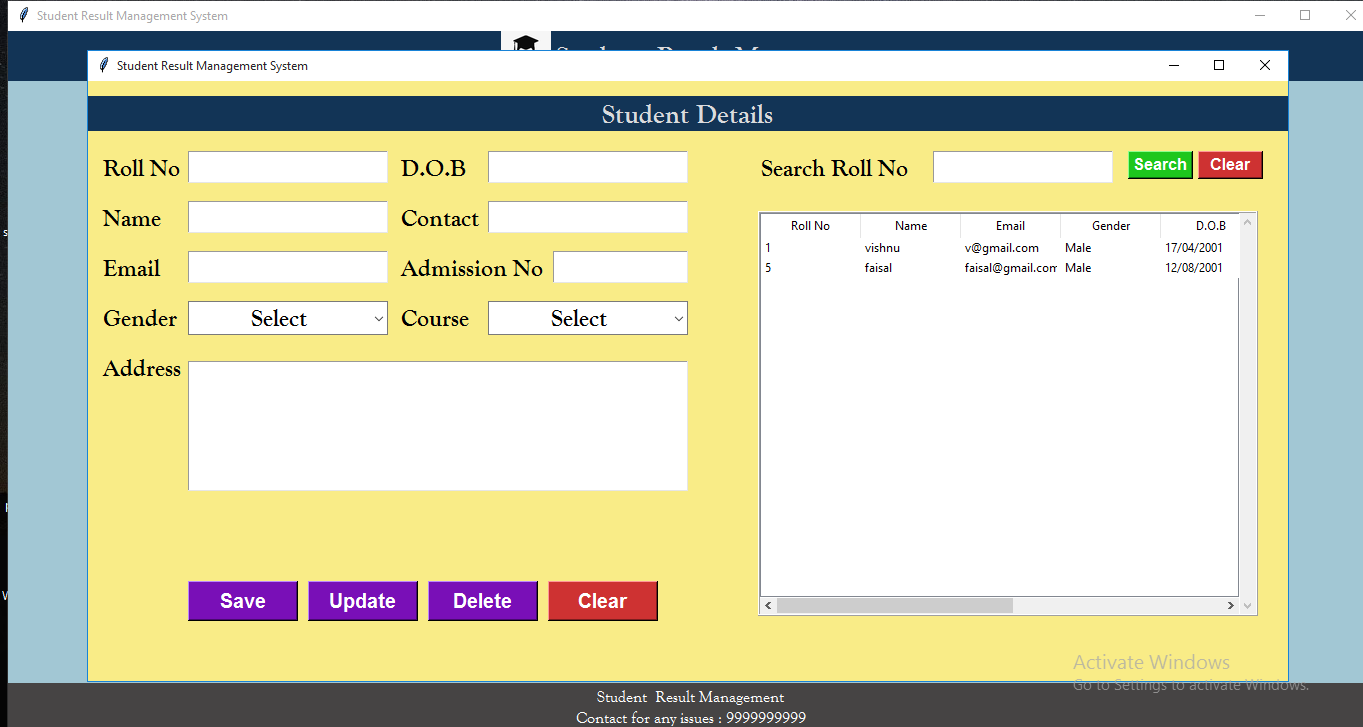 Student Result Management System
Student Result Management System
Student Details
Roll No D.O.B Search Roll No Search Clear
Name Contact
Email Admission No
Gender Select Course Select
Address
Roll No Name Email Gender D.O.B
1 vishnu v@gmail.com Male 17/04/2001
5 faisal faisal@gmail.com Male 12/08/2001
Save Update Delete Clear
Activate Windows
Go to Settings to activate Windows.
Student Result Management
Contact for any issues : 9999999999